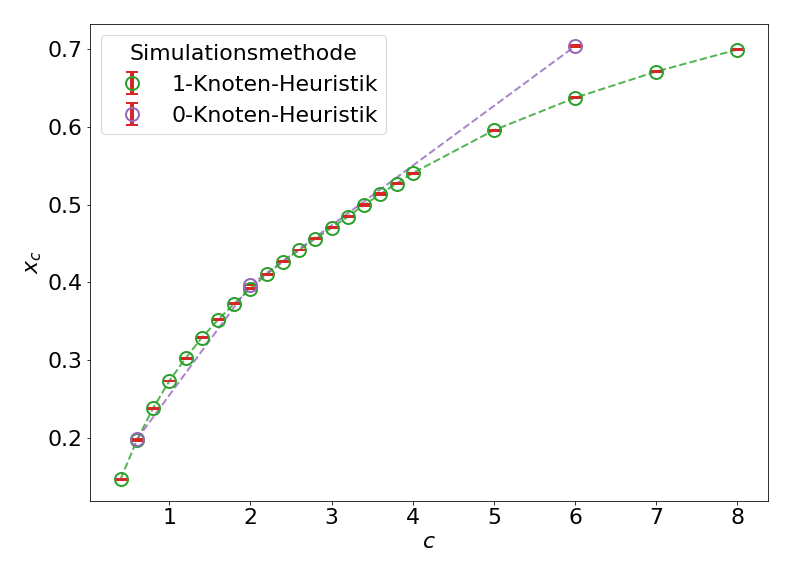 Simulationsmethode
1-Knoten-Heuristik
0-Knoten-Heuristik
0.7
0.6
0.5
0.4
0.3
0.2
x_c
1 2 3 4 5 6 7 8
c